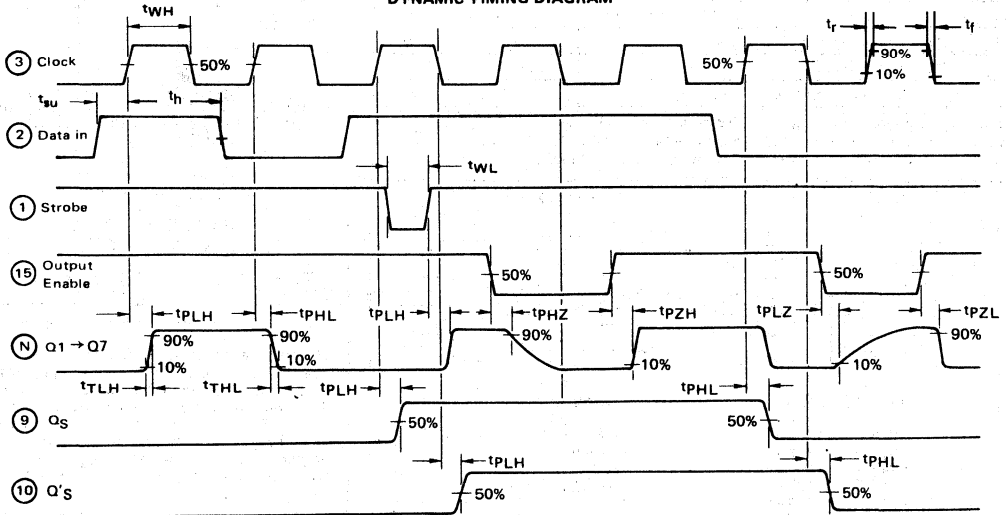 DYNAMIC TIMING DIAGRAM
tWH
tr
tf
3 Clock
50%
50%
90%
10%
tsu
th
2 Data in
tWL
1 Strobe
15 Output
Enable
50%
50%
tPLH
tPHL
tPLH
tPHZ
tPZH
tPLZ
tPZL
N Q1→Q7
90%
90%
90%
90%
10%
10%
10%
10%
tTLH
tTHL
tPLH
tPHL
9 QS
50%
50%
tPLH
tPHL
10 Q'S
50%
50%